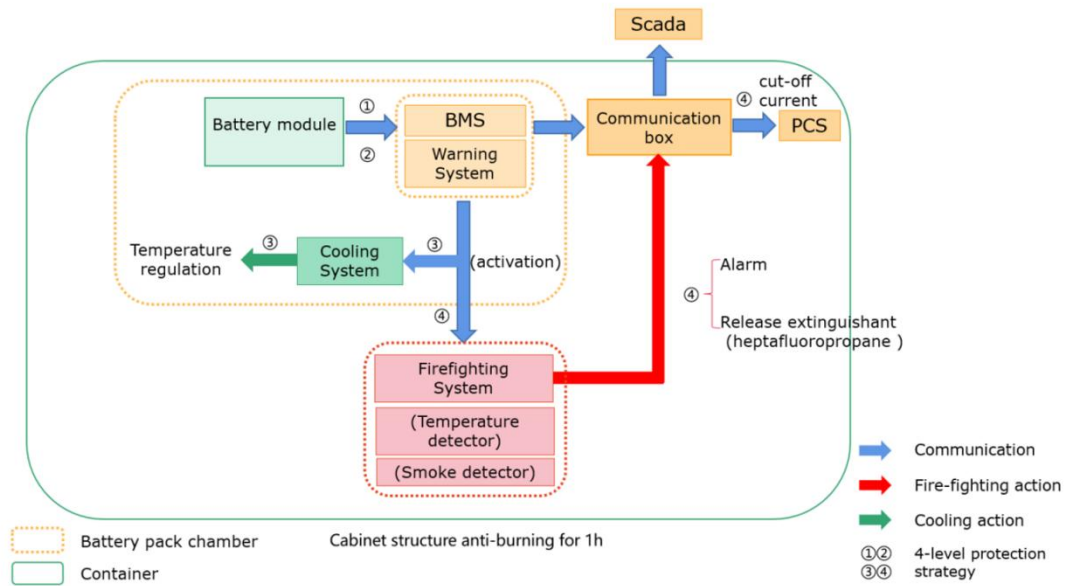 Scada
①
Battery module
②
BMS
Warning
System
Communication
box
④ cut-off
current
PCS
Temperature
regulation
③
Cooling
System
③
(activation)
④
④
Alarm
Release extinguishant
(heptafluoropropane )
Firefighting
System
(Temperature
detector)
(Smoke detector)
Communication
Fire-fighting action
Cooling action
①② 4-level protection
③④ strategy
Battery pack chamber
Container
Cabinet structure anti-burning for 1h